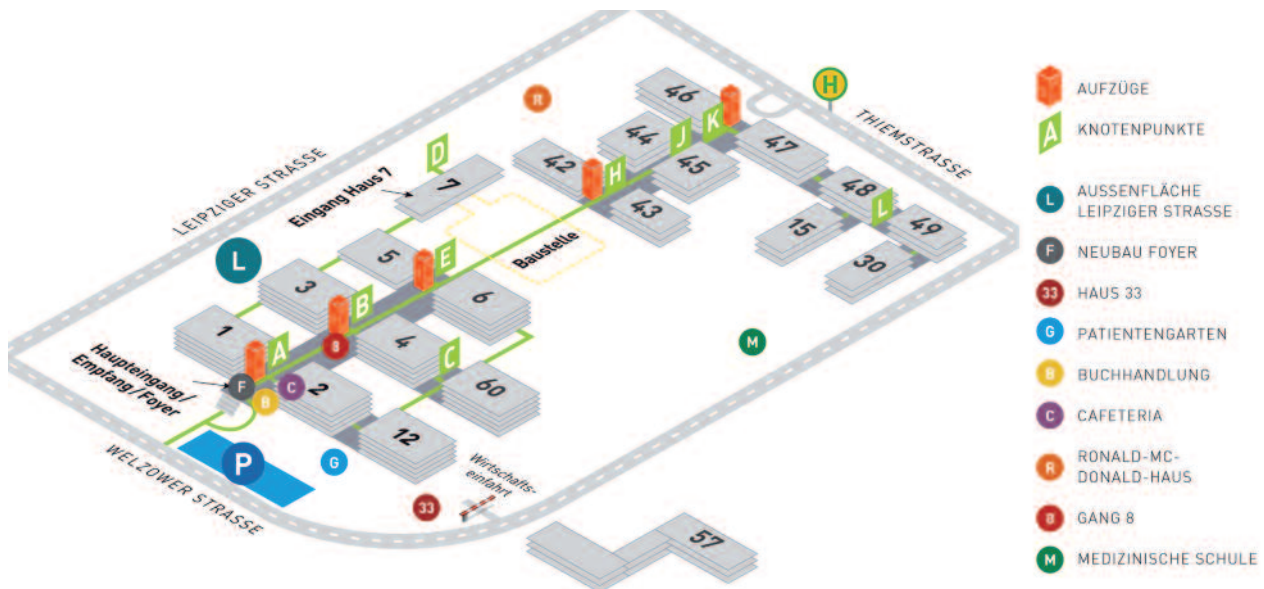 46
H
THIEMSTRASSE
K
44
J
47
R
D
42
H
45
48
LEIPZIGER STRASSE
7
Eingang Haus 7
43
L
49
15
30
Baustelle
5
E
L
3
B
6
1
A
8
4
C
M
Haupteingang/
Empfang/Foyer
F
B
C
2
60
12
P
G
WELZOWER STRASSE
Wirtschafts-
einfahrt
33
57
AUFZÜGE
A
KNOTENPUNKTE
L
AUSSENFLÄCHE
LEIPZIGER STRASSE
F
NEUBAU FOYER
33
HAUS 33
G
PATIENTENGARTEN
B
BUCHHANDLUNG
C
CAFETERIA
R
RONALD-MC-
DONALD-HAUS
8
GANG 8
M
MEDIZINISCHE SCHULE